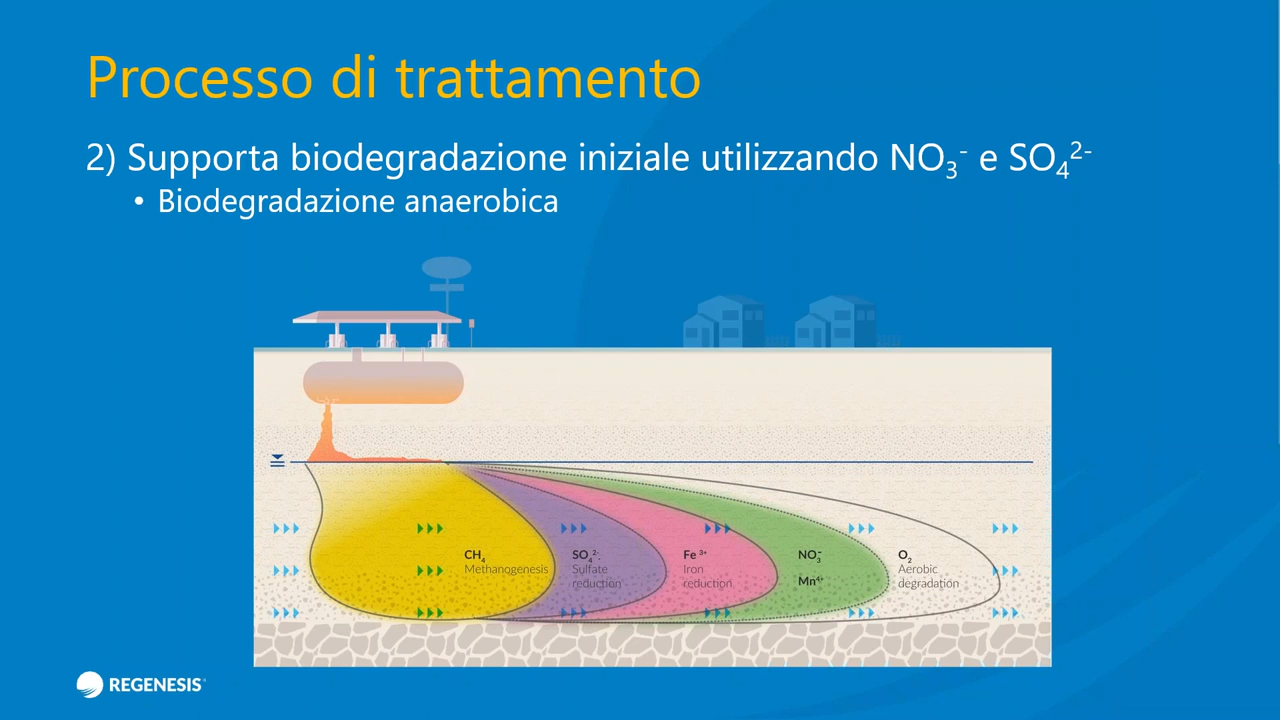 Processo di trattamento
2) Supporta biodegradazione iniziale utilizzando NO₃⁻ e SO₄²⁻
• Biodegradazione anaerobica
CH₄
Methanogenesis
SO₄²⁻
Sulfate
reduction
Fe ³⁺
Iron
reduction
NO₃⁻
Mn⁴⁺
O₂
Aerobic
degradation
REGENESIS